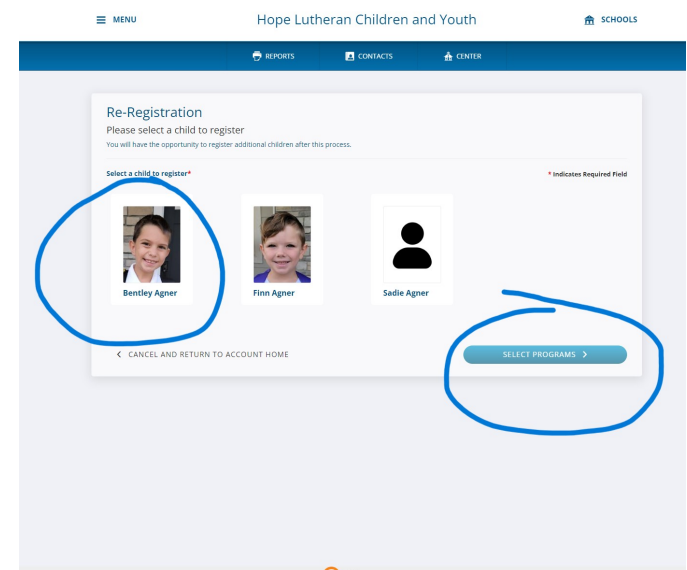 MENU
Hope Lutheran Children and Youth
SCHOOLS
REPORTS CONTACTS CENTER
Re-Registration
Please select a child to register
You will have the opportunity to register additional children after this process.
Select a child to register*
* Indicates Required Field
Bentley Agner Finn Agner Sadie Agner
CANCEL AND RETURN TO ACCOUNT HOME
SELECT PROGRAMS